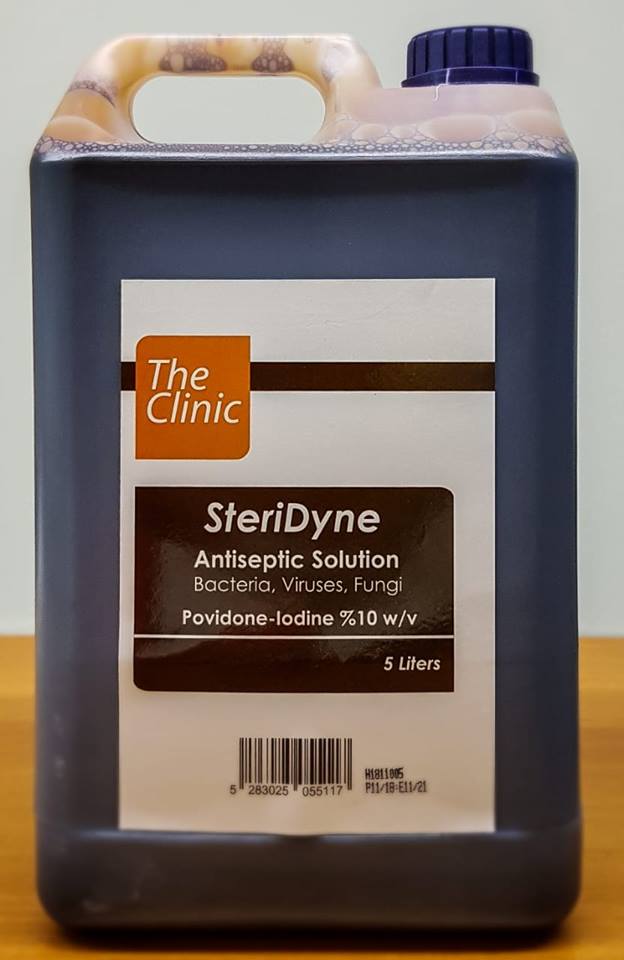 The
Clinic
SteriDyne
Antiseptic Solution
Bacteria, Viruses, Fungi
Povidone-Iodine %10 w/v
5 Liters
5 283025 055117
H1811005
P11/18-E11/21